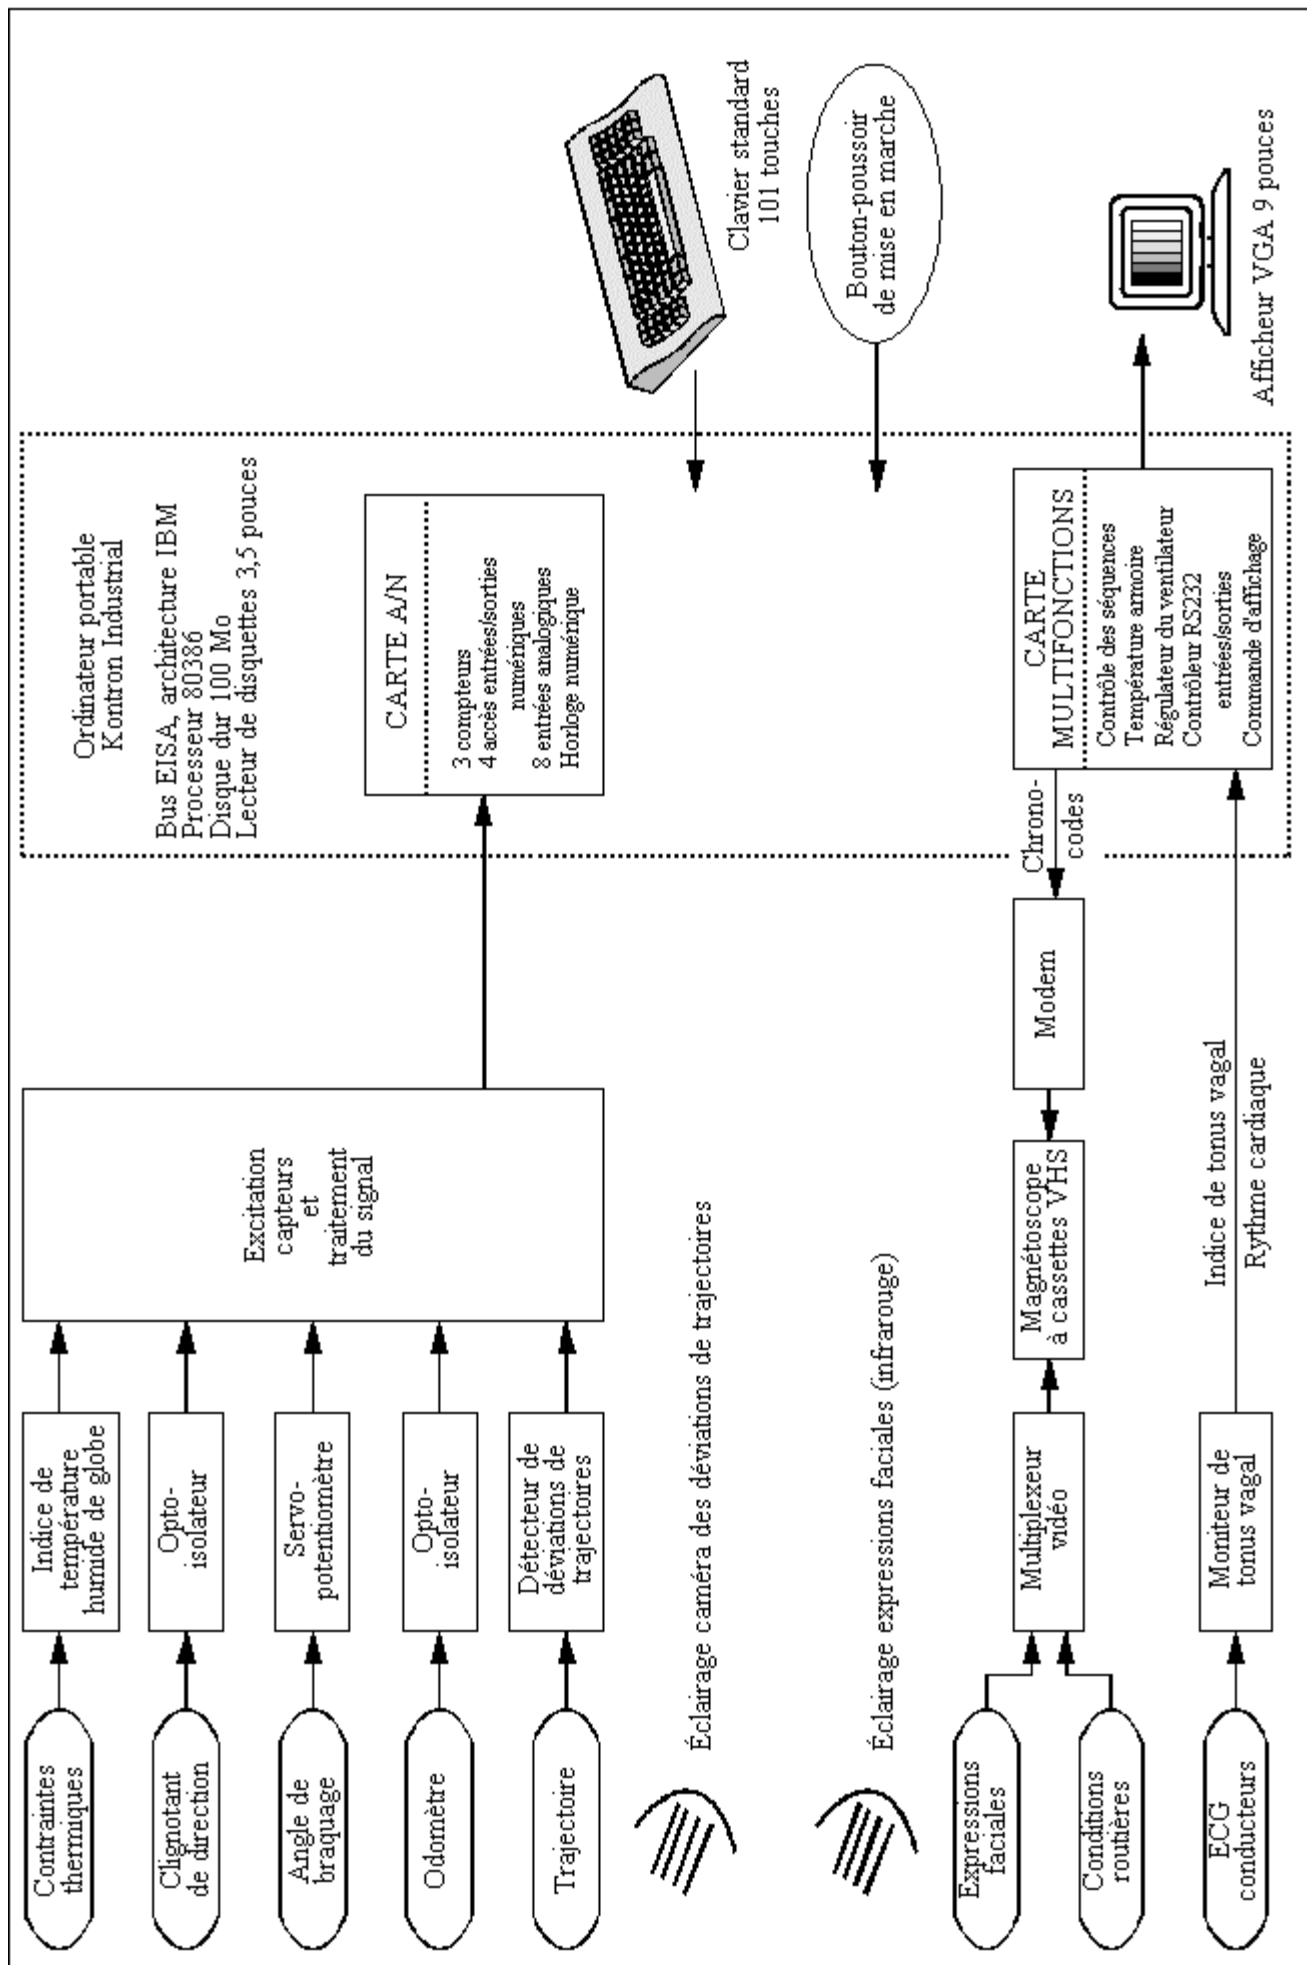 Contraintes
thermiques
Clignotant
de direction
Angle de
braquage
Odomètre
Trajectoire
Indice de
température
humide de globe
Opto-
isolateur
Servo-
potentiomètre
Opto-
isolateur
Détecteur de
déviations de
trajectoires
Excitation
capteurs
et
traitement
du signal
Ordinateur portable
Kontron Industrial
Bus EISA, architecture IBM
Processeur 80386
Disque dur 100 Mo
Lecteur de disquettes 3,5 pouces
CARTE A/N
3 compteurs
4 accès entrées/sorties
numériques
8 entrées analogiques
Horloge numérique
Clavier standard
101 touches
Bouton-poussoir
de mise en marche
Éclairage caméra des déviations de trajectoires
Éclairage expressions faciales (infrarouge)
Expressions
faciales
Conditions
routières
ECG
conducteurs
Multiplexeur
vidéo
Moniteur de
tonus vagal
Magnétoscope
à cassettes VHS
Modem
Chrono-
codes
Indice de tonus vagal
Rythme cardiaque
CARTE
MULTIFONCTIONS
Contrôle des séquences
Température armoire
Régulateur du ventilateur
Contrôleur RS232
entrées/sorties
Commande d'affichage
Afficheur VGA 9 pouces